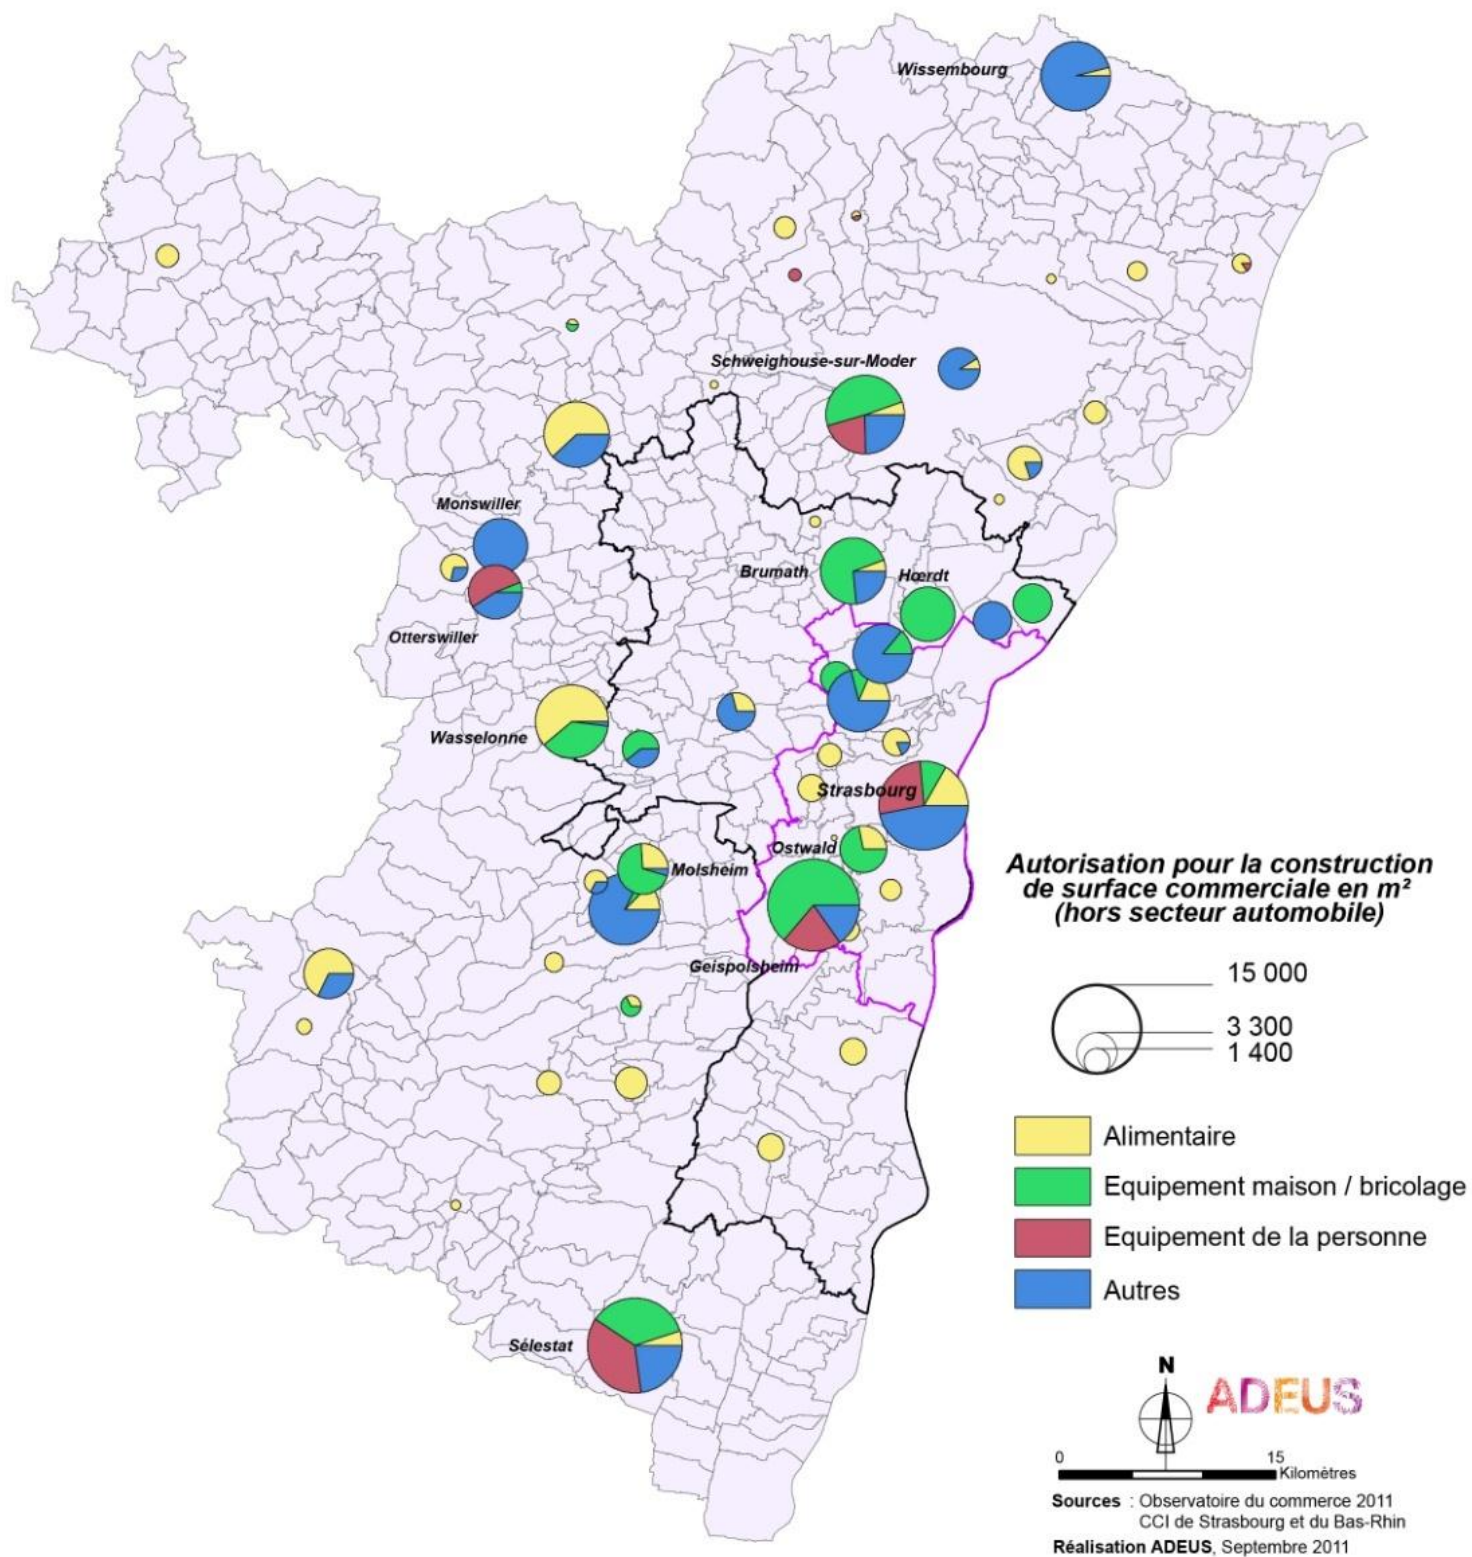 Wissembourg
Schweighouse-sur-Moder
Monswiller
Brumath
Hœrdt
Otterswiller
Wasselonne
Strasbourg
Ostwald
Molsheim
Geispolsheim
Sélestat
Autorisation pour la construction
de surface commerciale en m²
(hors secteur automobile)
15 000
3 300
1 400
Alimentaire
Equipement maison / bricolage
Equipement de la personne
Autres
N
ADEUS
0 15
Kilomètres
Sources : Observatoire du commerce 2011
CCI de Strasbourg et du Bas-Rhin
Réalisation ADEUS, Septembre 2011